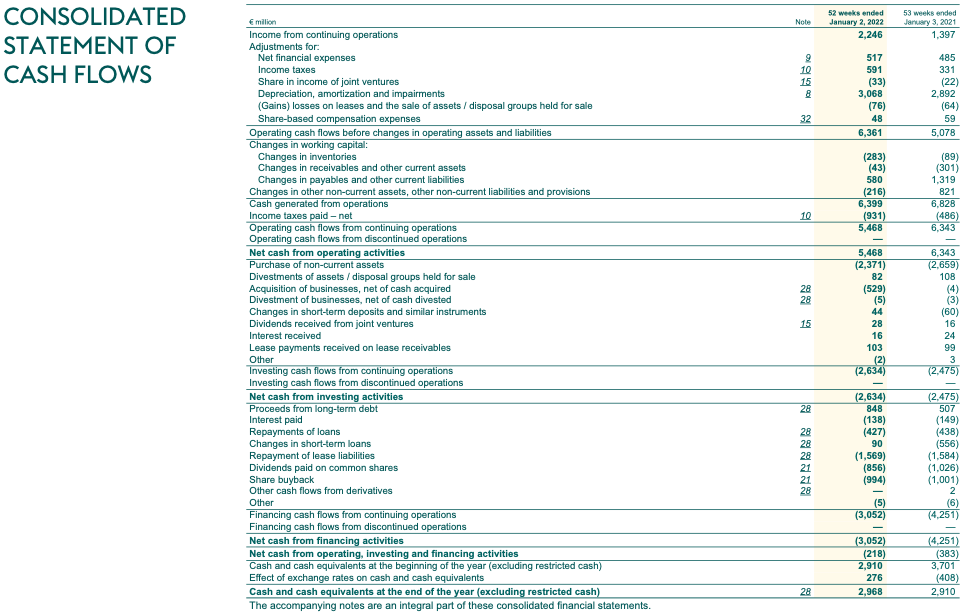 CONSOLIDATED
STATEMENT OF
CASH FLOWS
€ million Note 52 weeks ended January 2, 2022 53 weeks ended January 3, 2021
Income from continuing operations 2,246 1,397
Adjustments for:
Net financial expenses 9 517 485
Income taxes 10 591 331
Share in income of joint ventures 15 (33) (22)
Depreciation, amortization and impairments 8 3,068 2,892
(Gains) losses on leases and the sale of assets / disposal groups held for sale (76) (64)
Share-based compensation expenses 32 48 59
Operating cash flows before changes in operating assets and liabilities 6,361 5,078
Changes in working capital:
Changes in inventories (283) (89)
Changes in receivables and other current assets (43) (301)
Changes in payables and other current liabilities 580 1,319
Changes in other non-current assets, other non-current liabilities and provisions (216) 821
Cash generated from operations 6,399 6,828
Income taxes paid – net 10 (931) (486)
Operating cash flows from continuing operations 5,468 6,343
Operating cash flows from discontinued operations — —
Net cash from operating activities 5,468 6,343
Purchase of non-current assets (2,371) (2,659)
Divestments of assets / disposal groups held for sale 82 108
Acquisition of businesses, net of cash acquired 28 (529) (4)
Divestment of businesses, net of cash divested 28 (5) (3)
Changes in short-term deposits and similar instruments 44 (60)
Dividends received from joint ventures 15 28 16
Interest received 16 24
Lease payments received on lease receivables 103 99
Other (2) 3
Investing cash flows from continuing operations (2,634) (2,475)
Investing cash flows from discontinued operations — —
Net cash from investing activities (2,634) (2,475)
Proceeds from long-term debt 28 848 507
Interest paid (138) (149)
Repayments of loans 28 (427) (438)
Changes in short-term loans 28 90 (556)
Repayment of lease liabilities 28 (1,569) (1,584)
Dividends paid on common shares 21 (856) (1,026)
Share buyback 21 (994) (1,001)
Other cash flows from derivatives 28 — 2
Other (5) (6)
Financing cash flows from continuing operations (3,052) (4,251)
Financing cash flows from discontinued operations — —
Net cash from financing activities (3,052) (4,251)
Net cash from operating, investing and financing activities (218) (383)
Cash and cash equivalents at the beginning of the year (excluding restricted cash) 2,910 3,701
Effect of exchange rates on cash and cash equivalents 276 (408)
Cash and cash equivalents at the end of the year (excluding restricted cash) 28 2,968 2,910
The accompanying notes are an integral part of these consolidated financial statements.